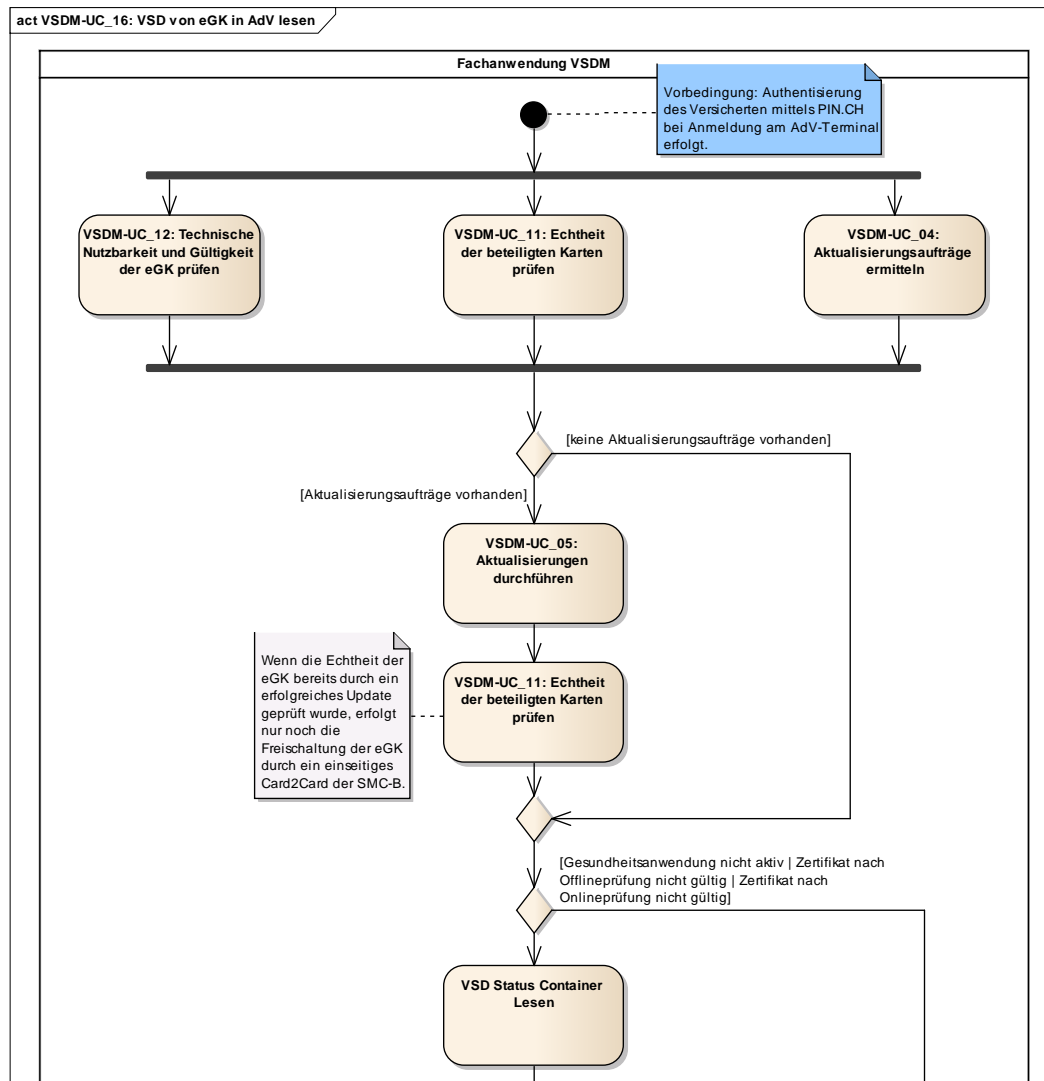 act VSDM-UC_16: VSD von eGK in AdV lesen
Fachanwendung VSDM
Vorbedingung: Authentisierung
des Versicherten mittels PIN.CH
bei Anmeldung am AdV-Terminal
erfolgt.
VSDM-UC_12: Technische
Nutzbarkeit und Gültigkeit
der eGK prüfen
VSDM-UC_11: Echtheit
der beteiligten Karten
prüfen
VSDM-UC_04:
Aktualisierungsaufträge
ermitteln
[keine Aktualisierungsaufträge vorhanden]
[Aktualisierungsaufträge vorhanden]
VSDM-UC_05:
Aktualisierungen
durchführen
Wenn die Echtheit der
eGK bereits durch ein
erfolgreiches Update
geprüft wurde, erfolgt
nur noch die
Freischaltung der eGK
durch ein einseitiges
Card2Card der SMC-B.
VSDM-UC_11: Echtheit
der beteiligten Karten
prüfen
[Gesundheitsanwendung nicht aktiv | Zertifikat nach
Offlineprüfung nicht gültig | Zertifikat nach
Onlineprüfung nicht gültig]
VSD Status Container
Lesen